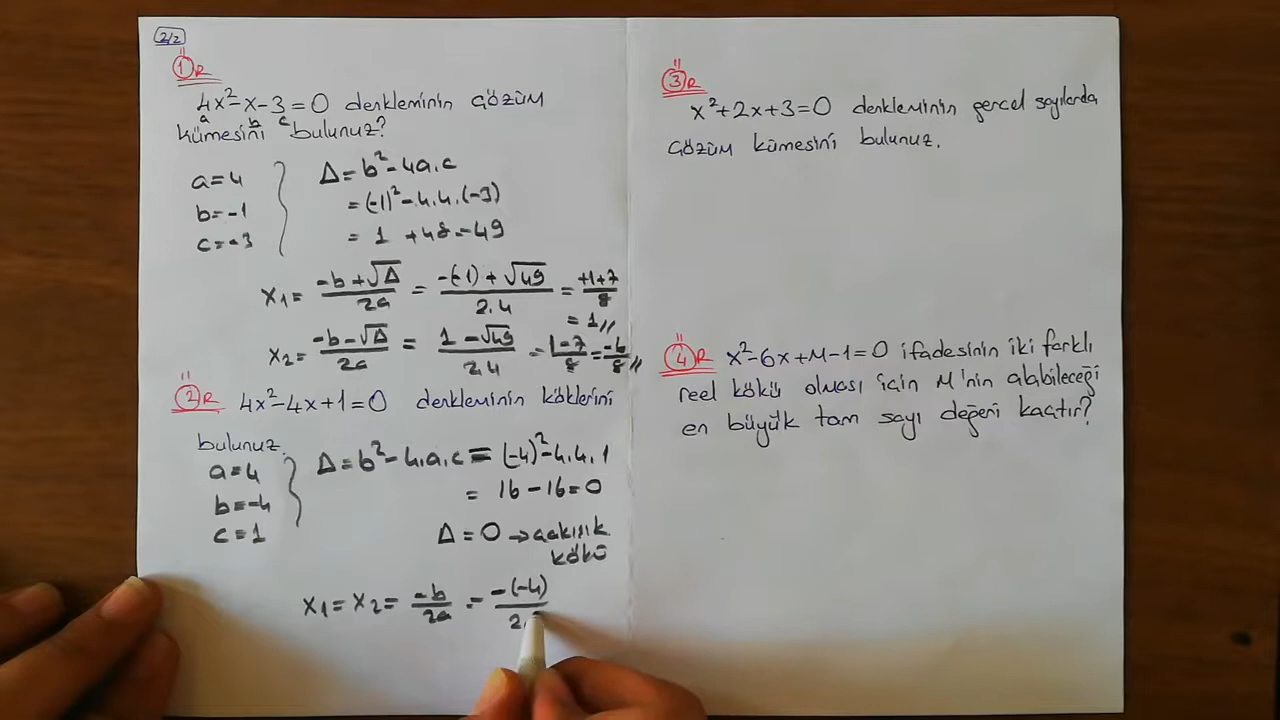 2/2
1 R
4x²-x-3=0 denkleminin çözüm
a b c
kümesini bulunuz?
a=4
b=-1
c=-3
Δ=b²-4a.c
=(-1)²-4.4.(-3)
= 1 +48=49
x₁= (-b+√Δ)/2a = (-(-1)+√49)/2.4 = (+1+7)/8
= 1//
x₂= (-b-√Δ)/2a = (1-√49)/2.4 = (1-7)/8 = -6/8 //
2 R 4x²-4x+1=0 denkleminin köklerini
bulunuz.
a=4
b=-4
c=1
Δ=b²-4.a.c = (-4)²-4.4.1
= 16-16=0
Δ=0 → çakışık
kökü
x₁=x₂= -b/2a = -(-4)/2.
3 R
x²+2x+3=0 denkleminin gerçel sayılarda
çözüm kümesini bulunuz.
4 R x²-6x+M-1=0 ifadesinin iki farklı
reel kökü olması için M'nin alabileceği
en büyük tam sayı değeri kaçtır?